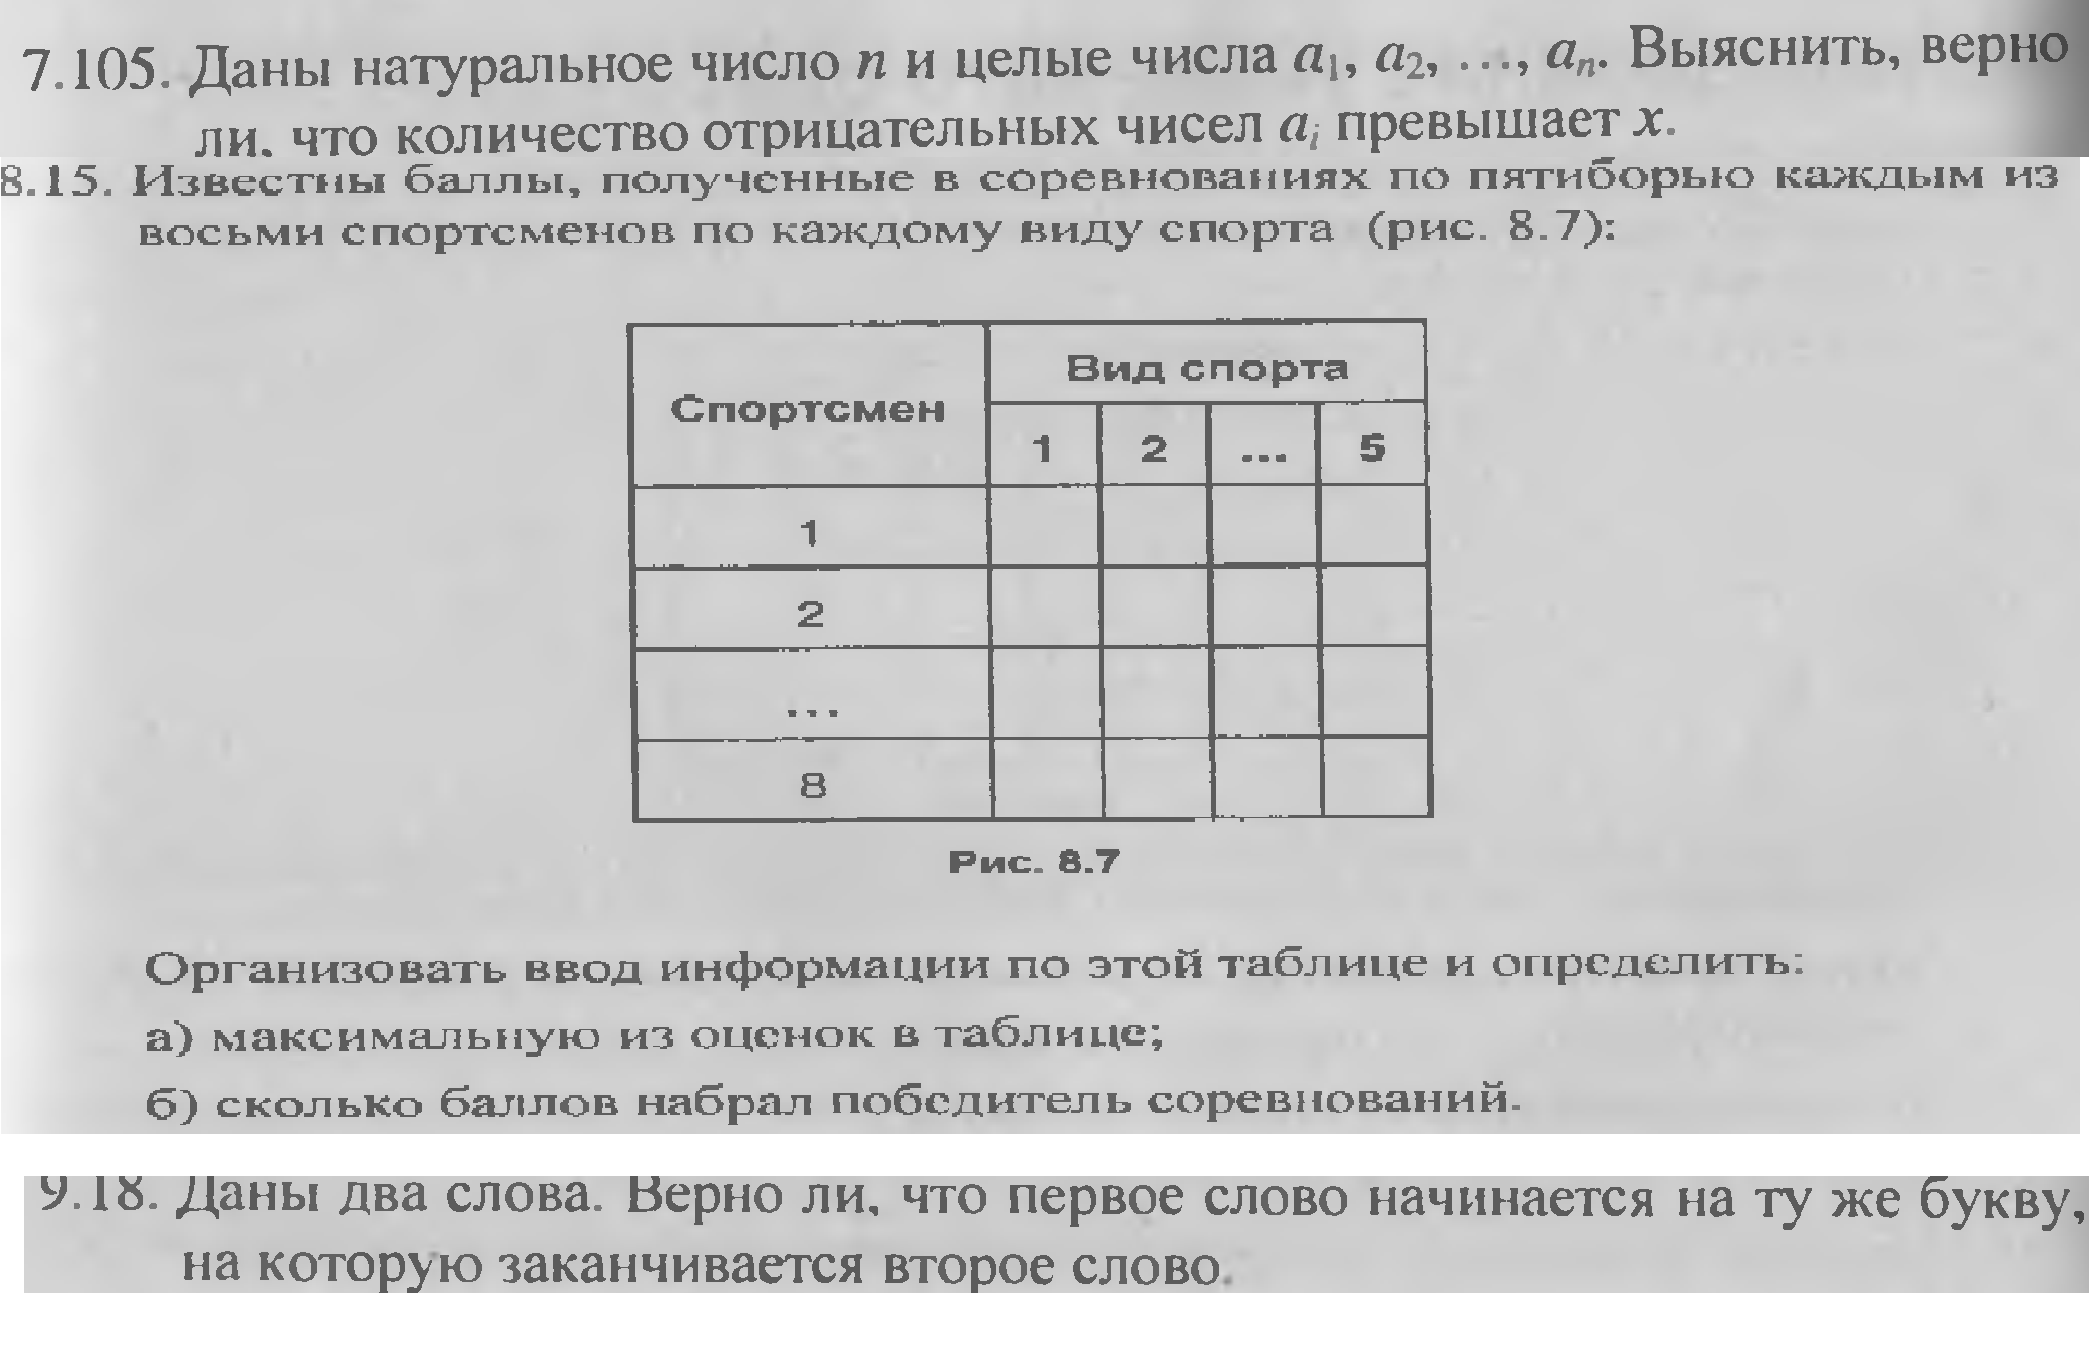 7.105. Даны натуральное число n и целые числа a1, a2, ..., an. Выяснить, верно
ли, что количество отрицательных чисел ai превышает x.
8.15. Известны баллы, полученные в соревнованиях по пятиборью каждым из
восьми спортсменов по каждому виду спорта (рис. 8.7):
Спортсмен
Вид спорта
1 2 ... 5
1
2
...
8
Рис. 8.7
Организовать ввод информации по этой таблице и определить:
а) максимальную из оценок в таблице;
б) сколько баллов набрал победитель соревнований.
9.18. Даны два слова. Верно ли, что первое слово начинается на ту же букву,
на которую заканчивается второе слово.